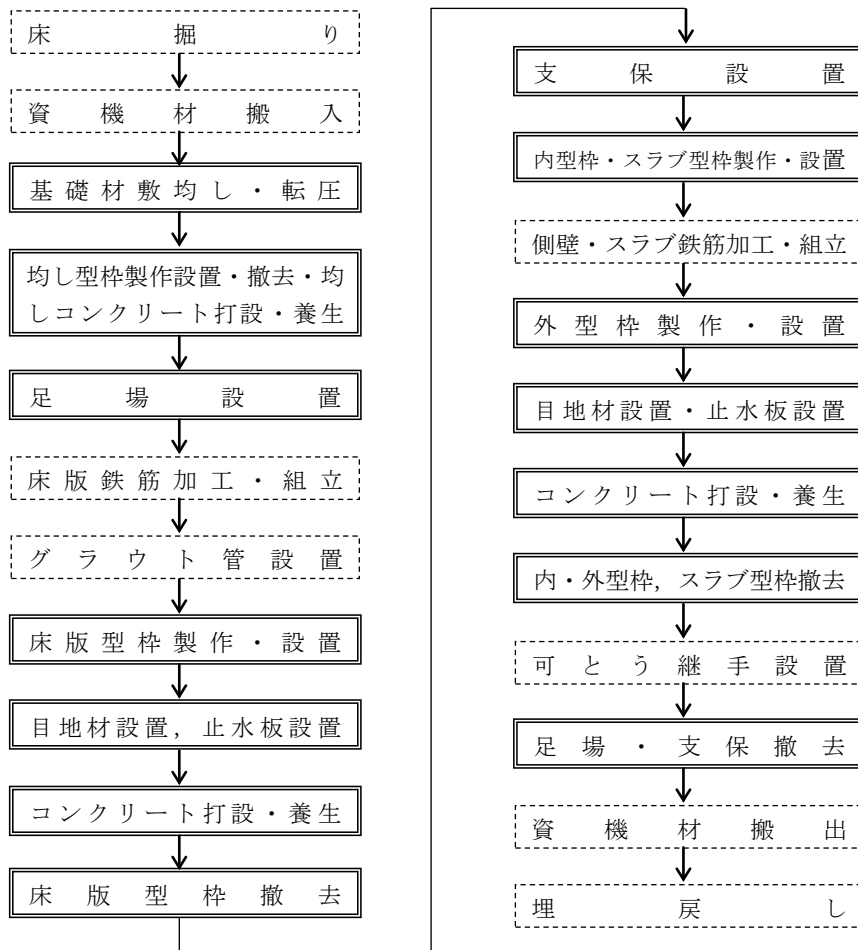 床掘り
資機材搬入
基礎材敷均し・転圧
均し型枠製作設置・撤去・均
しコンクリート打設・養生
足場設置
床版鉄筋加工・組立
グラウト管設置
床版型枠製作・設置
目地材設置，止水板設置
コンクリート打設・養生
床版型枠撤去
支保設置
内型枠・スラブ型枠製作・設置
側壁・スラブ鉄筋加工・組立
外型枠製作・設置
目地材設置・止水板設置
コンクリート打設・養生
内・外型枠，スラブ型枠撤去
可とう継手設置
足場・支保撤去
資機材搬出
埋戻し